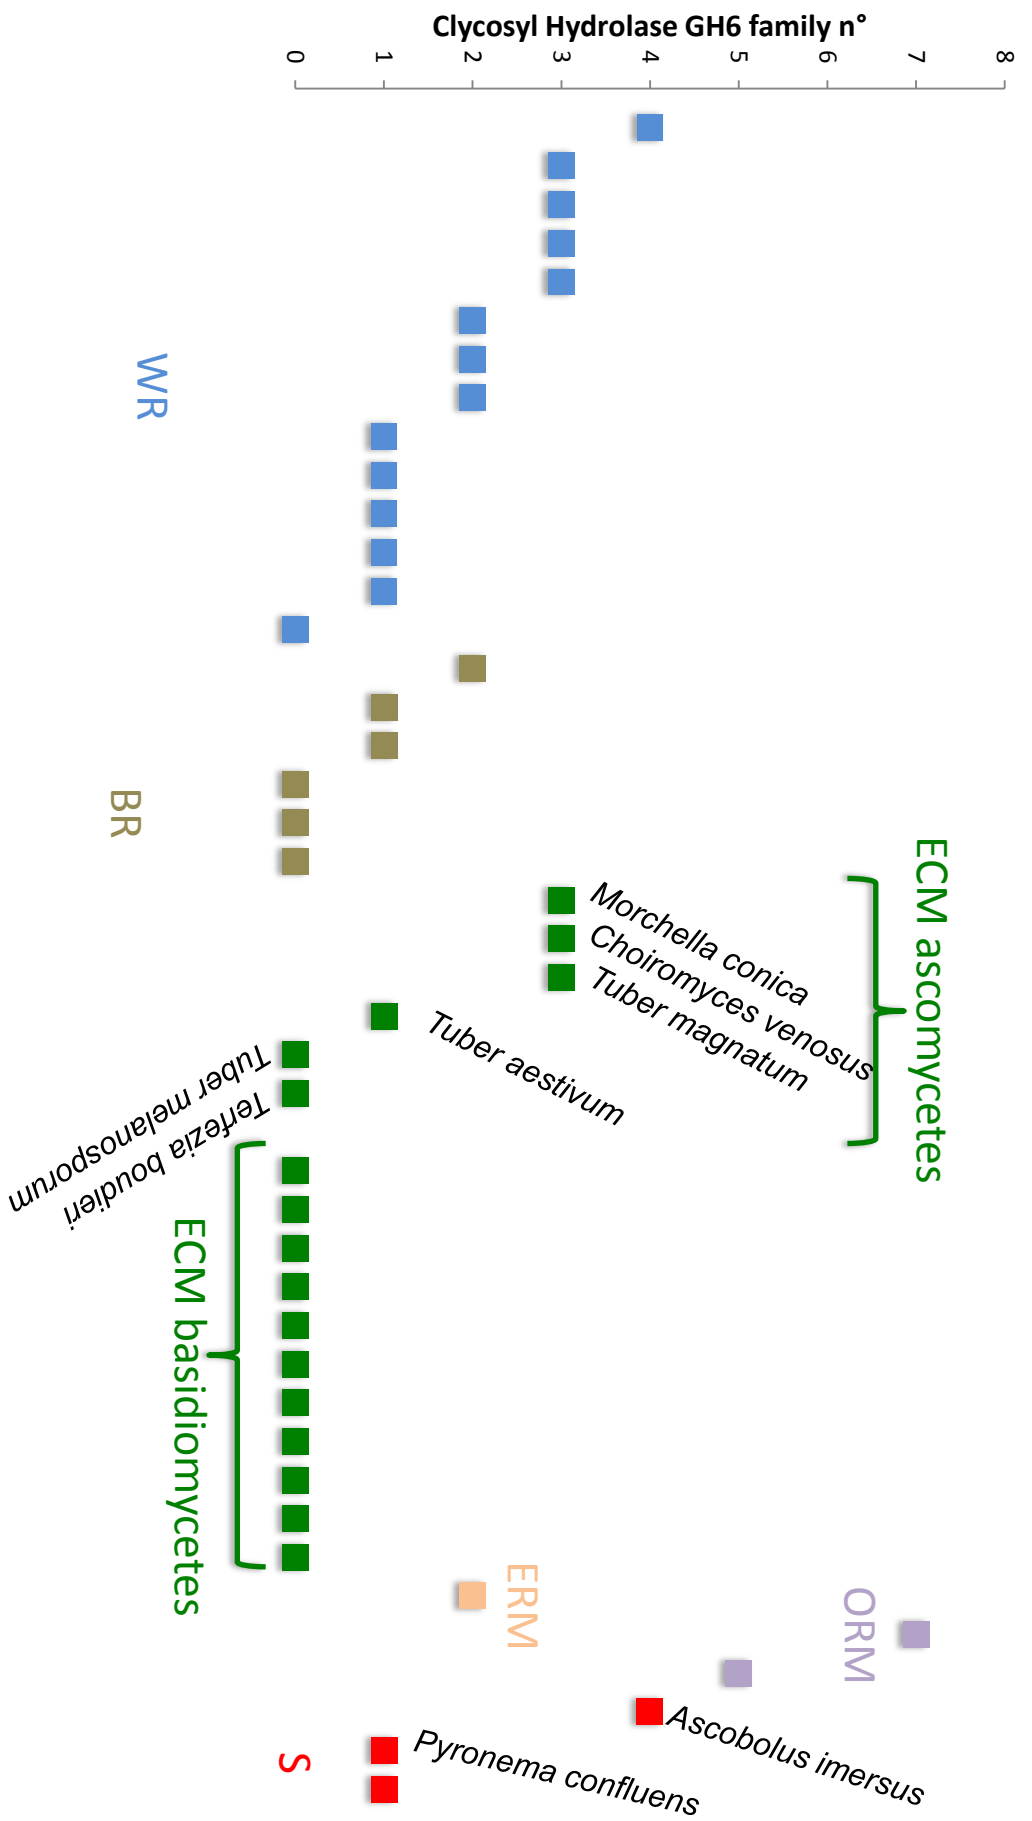 Clycosyl Hydrolase GH6 family n°
8
7
6
5
4
3
2
1
0
WR
BR
ECM ascomycetes
Morchella conica
Choiromyces venosus
Tuber magnatum
Tuber aestivum
Tuber melanosporum
Terfezia boudieri
ECM basidiomycetes
ERM
ORM
Ascobolus imersus
Pyronema confluens
S